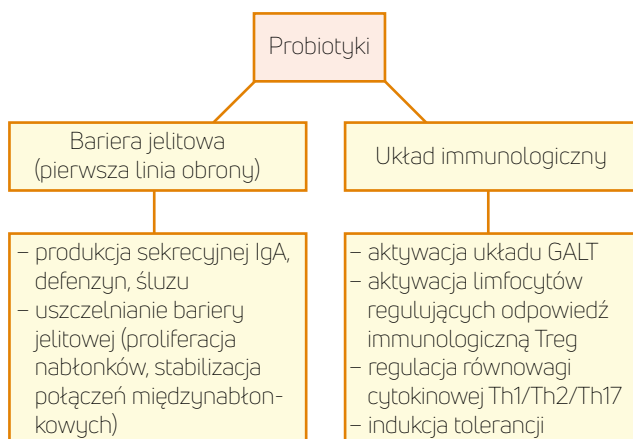 Probiotyki
Bariera jelitowa
(pierwsza linia obrony)
Układ immunologiczny
– produkcja sekrecyjnej IgA,
defenzyn, śluzu
– uszczelnianie bariery
jelitowej (proliferacja
nabłonków, stabilizacja
połączeń międzynabłon-
kowych)
– aktywacja układu GALT
– aktywacja limfocytów
regulujących odpowiedź
immunologiczną Treg
– regulacja równowagi
cytokinowej Th1/Th2/Th17
– indukcja tolerancji